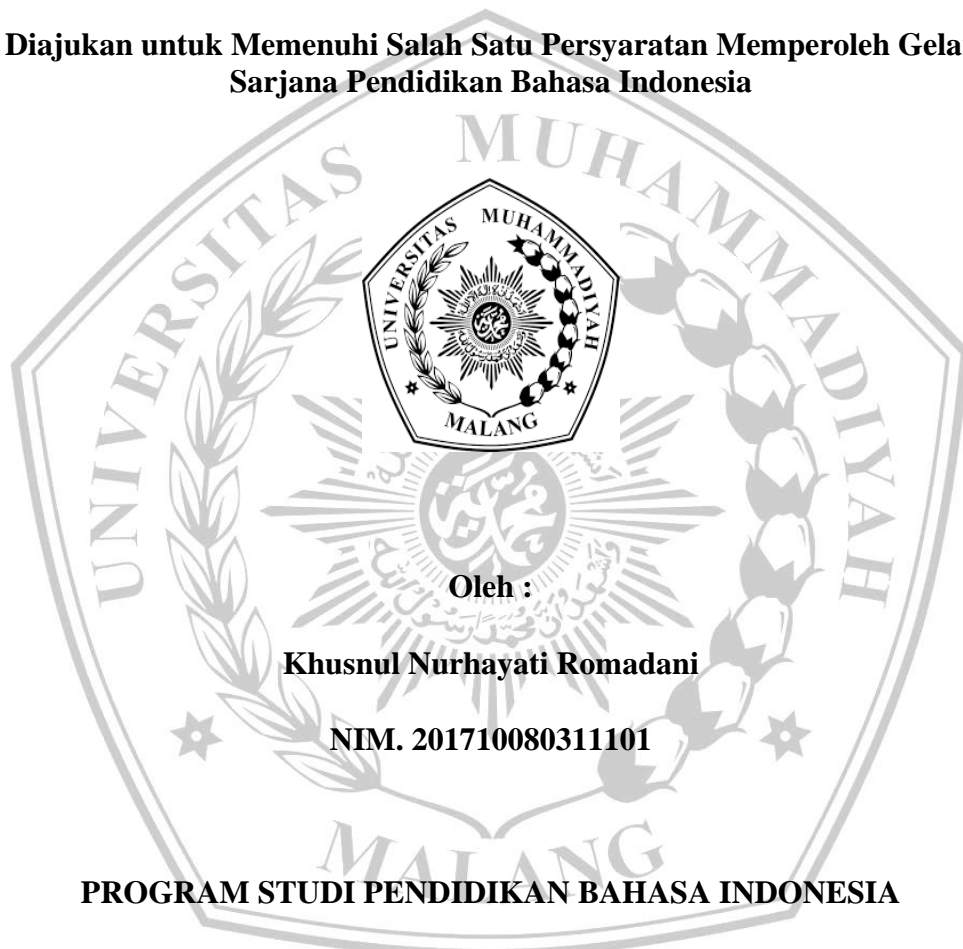 Diajukan untuk Memenuhi Salah Satu Persyaratan Memperoleh Gela
Sarjana Pendidikan Bahasa Indonesia
UNIVERSITAS MUHAMMADIYAH
MALANG
UNIVERSITAS MUHAMMADIYAH
Oleh :
Khusnul Nurhayati Romadani
NIM. 201710080311101
MALANG
PROGRAM STUDI PENDIDIKAN BAHASA INDONESIA